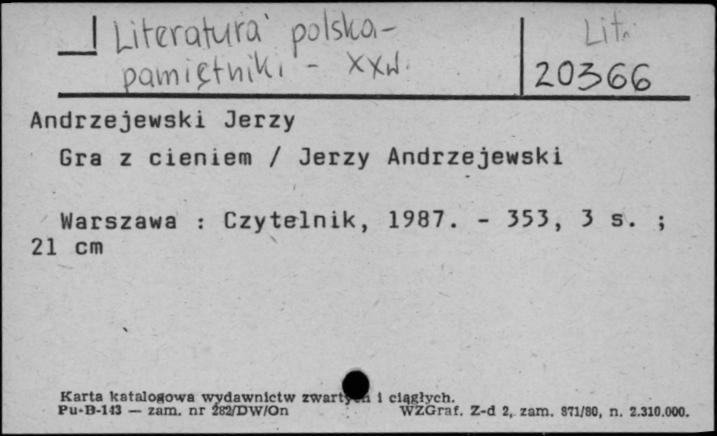 Literatura polska-
Lit.
pamiętniki - XXw.
20366
Andrzejewski Jerzy
Gra z cieniem / Jerzy Andrzejewski
Warszawa : Czytelnik, 1987. - 353, 3 s. ;
21 cm
Karta katalogowa wydawnictw zwartych i ciągłych.
Pu-B-143 — zam. nr 282/DW/On WZGraf. Z-d 2, zam. 871/80, n. 2.310.000.